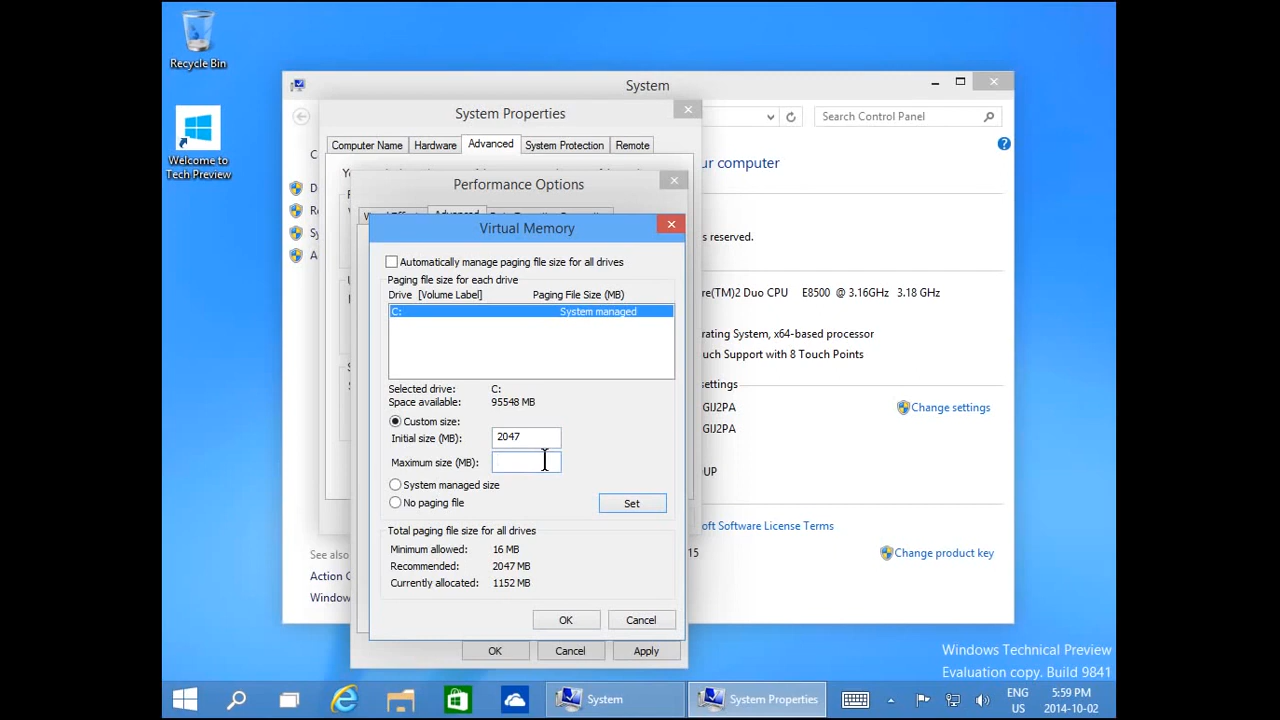 Recycle Bin
Welcome to
Tech Preview
System
Search Control Panel
ur computer
s reserved.
re(TM)2 Duo CPU E8500 @ 3.16GHz 3.18 GHz
rating System, x64-based processor
uch Support with 8 Touch Points
settings
GIJ2PA
Change settings
GIJ2PA
UP
oft Software License Terms
15
Change product key
See also
Action C
Window
System Properties
Computer Name
Hardware
Advanced
System Protection
Remote
Performance Options
Advanced
OK
Cancel
Apply
Virtual Memory
Automatically manage paging file size for all drives
Paging file size for each drive
Drive [Volume Label] Paging File Size (MB)
C: System managed
Selected drive: C:
Space available: 95548 MB
Custom size:
Initial size (MB): 2047
Maximum size (MB):
System managed size
No paging file
Set
Total paging file size for all drives
Minimum allowed: 16 MB
Recommended: 2047 MB
Currently allocated: 1152 MB
OK
Cancel
Windows Technical Preview
Evaluation copy. Build 9841
System
System Properties
ENG
US
5:59 PM
2014-10-02